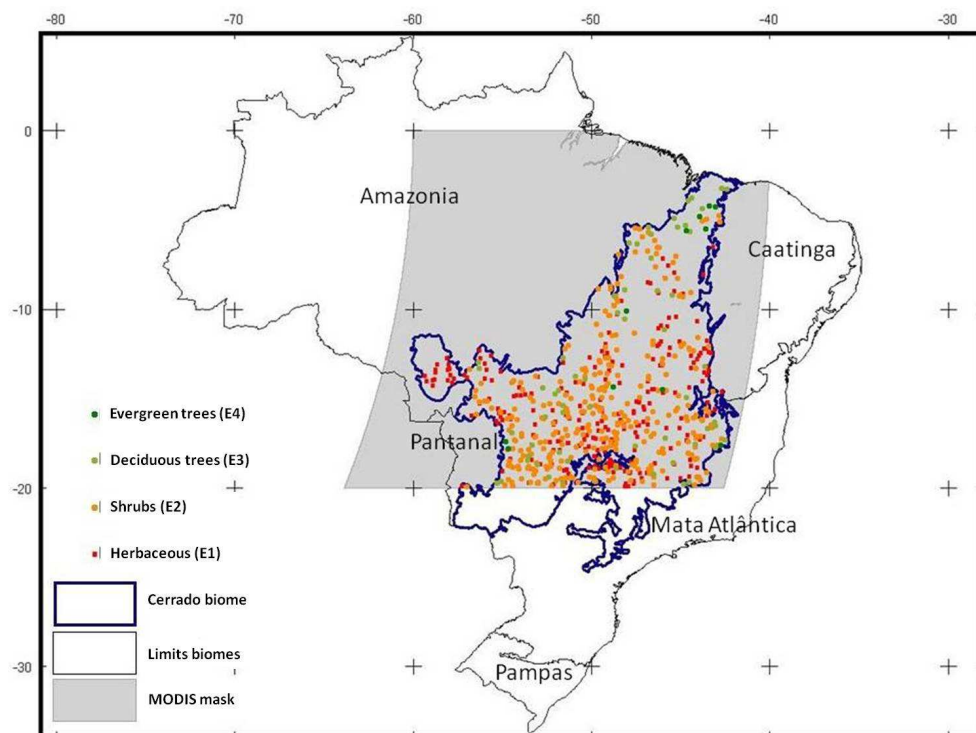 -80 -70 -60 -50 -40 -30
0
Amazonia
Caatinga
-10
Evergreen trees (E4)
Pantanal
Deciduous trees (E3)
-20
Shrubs (E2)
Mata Atlântica
Herbaceous (E1)
Cerrado biome
Limits biomes
-30
Pampas
MODIS mask